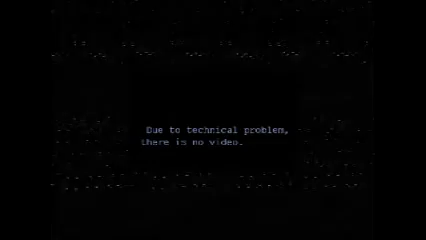 Due to technical problem,
there is no video.